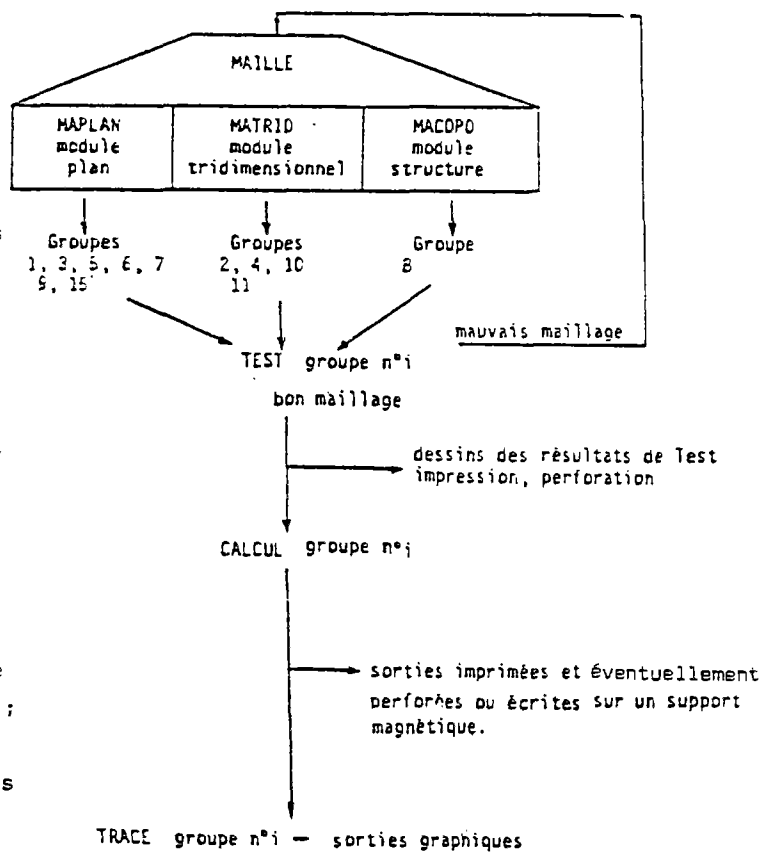 MAILLE
MAPLAN
module
plan
MATRID
module
tridimensionnel
MACOPO
module
structure
Groupes
1, 3, 5, 6, 7
9, 15
Groupes
2, 4, 10
11
Groupe
8
mauvais maillage
TEST groupe n°i
bon maillage
dessins des résultats de Test
impression, perforation
CALCUL groupe n°i
sorties imprimées et éventuellement
perforées ou écrites sur un support
magnétique.
;
s
TRACE groupe n°i — sorties graphiques